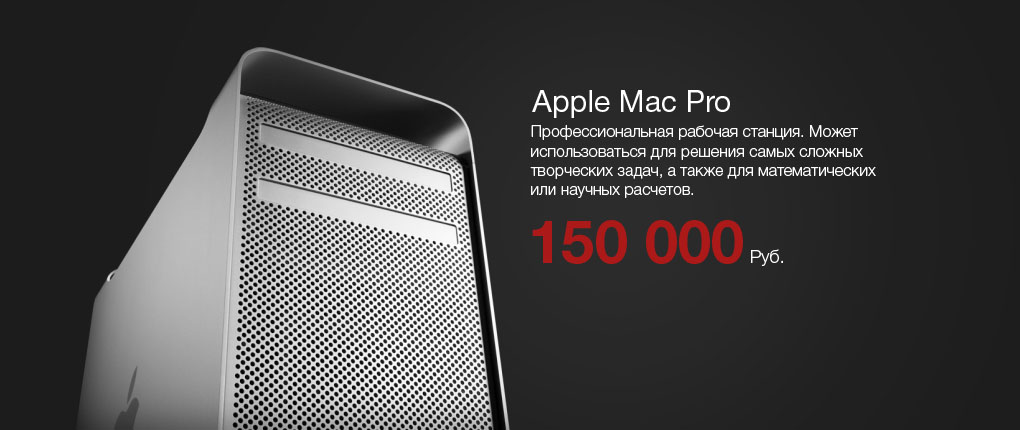 Apple Mac Pro
Профессиональная рабочая станция. Может
использоваться для решения самых сложных
творческих задач, а также для математических
или научных расчетов.
150 000 Руб.